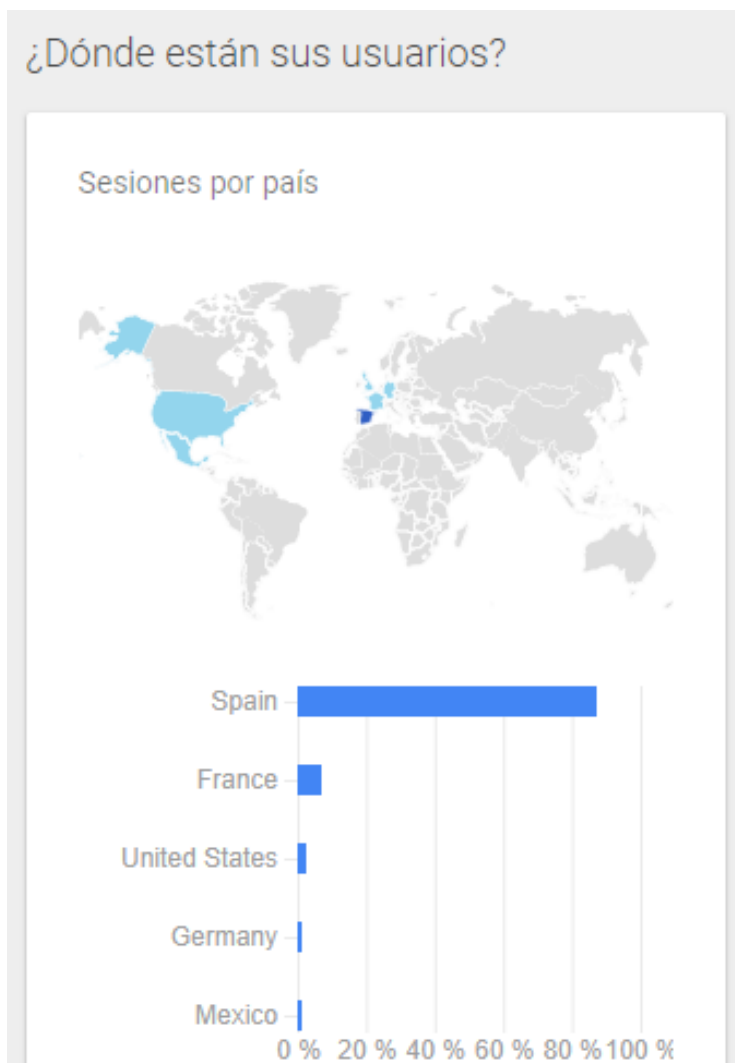 ¿Dónde están sus usuarios?
Sesiones por país
Spain
France
United States
Germany
Mexico
0 % 20 % 40 % 60 % 80 % 100 %